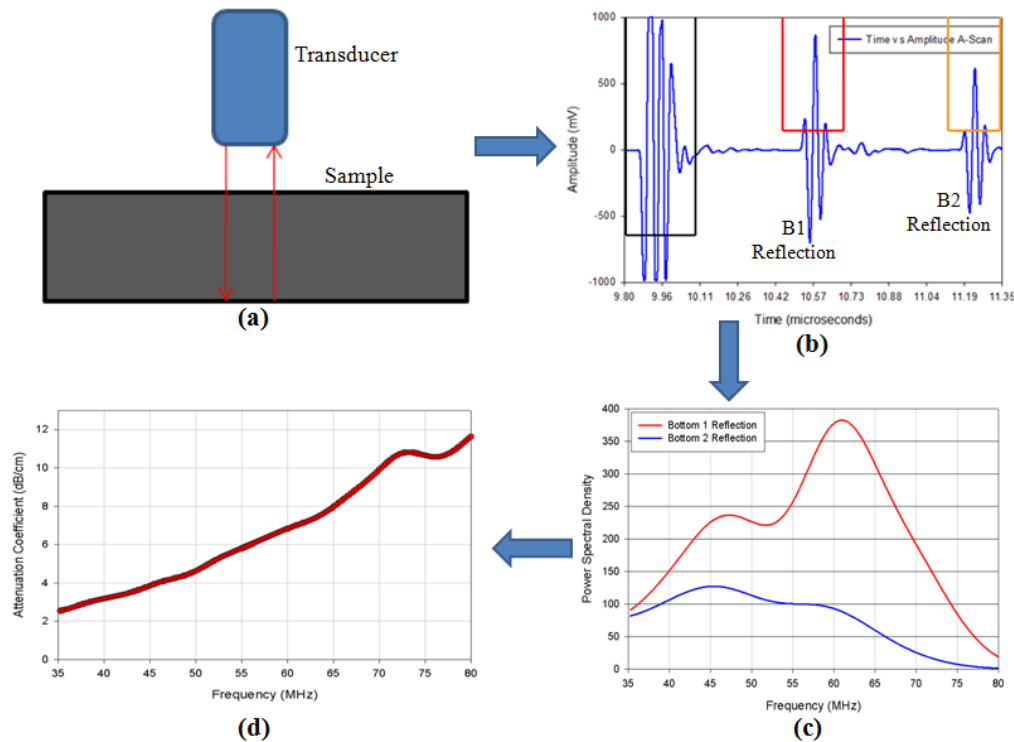 Transducer
Sample
(a)
1000
500
0
-500
-1000
Amplitude (mV)
Time vs Amplitude A-Scan
B1
Reflection
B2
Reflection
9.80 9.96 10.11 10.26 10.42 10.57 10.73 10.88 11.04 11.19 11.35
Time (microseconds)
(b)
12
10
8
6
4
2
0
Attenuation Coefficient (dB/cm)
35 40 45 50 55 60 65 70 75 80
Frequency (MHz)
(d)
400
350
300
250
200
150
100
50
0
Power Spectral Density
Bottom 1 Reflection
Bottom 2 Reflection
35 40 45 50 55 60 65 70 75 80
Frequency (MHz)
(c)